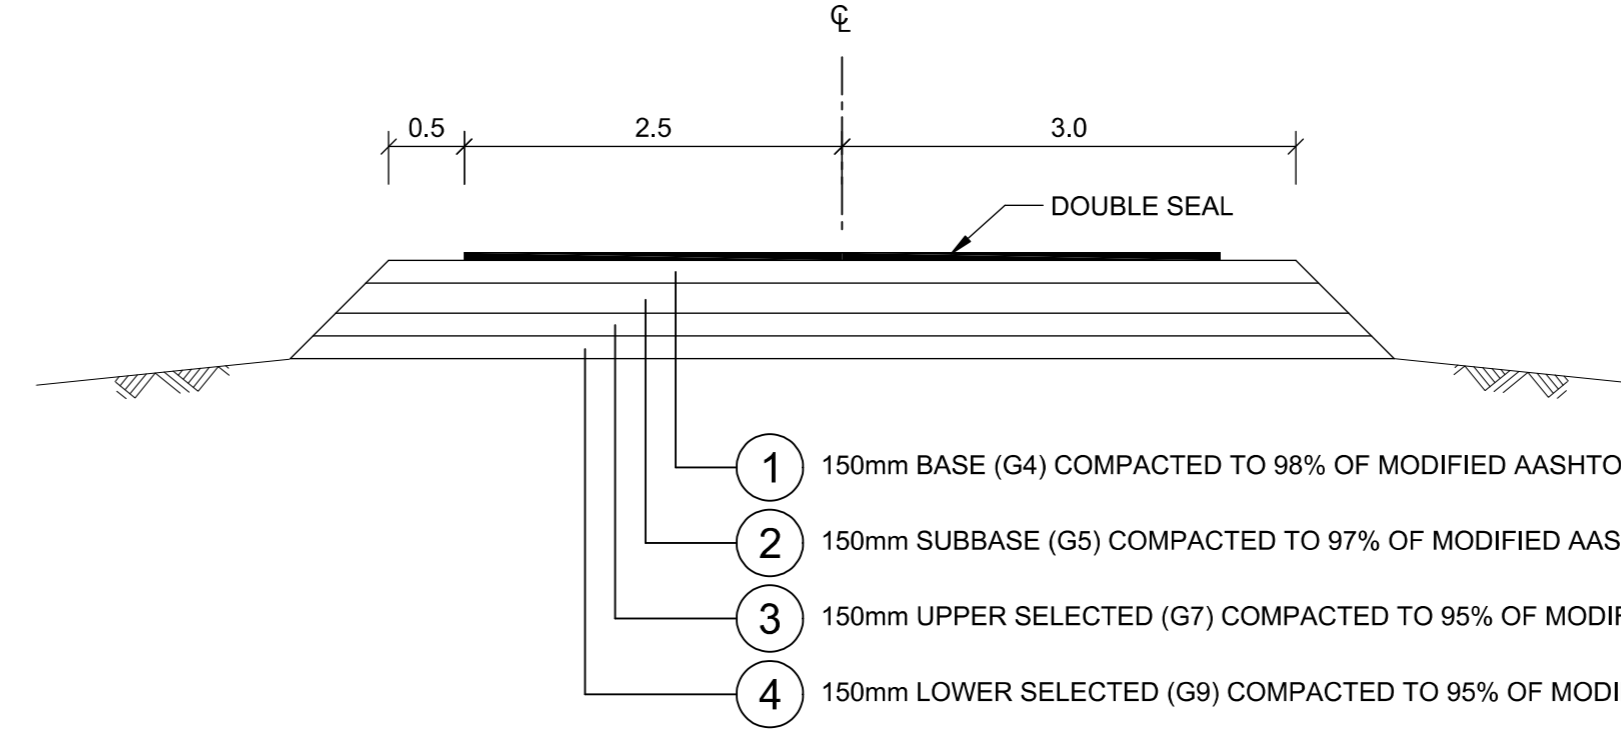 ℄
0.5 2.5 3.0
DOUBLE SEAL
1 150mm BASE (G4) COMPACTED TO 98% OF MODIFIED AASHTO
2 150mm SUBBASE (G5) COMPACTED TO 97% OF MODIFIED AAS
3 150mm UPPER SELECTED (G7) COMPACTED TO 95% OF
4 150mm LOWER SELECTED (G9) COMPACTED TO 95% OF MODI